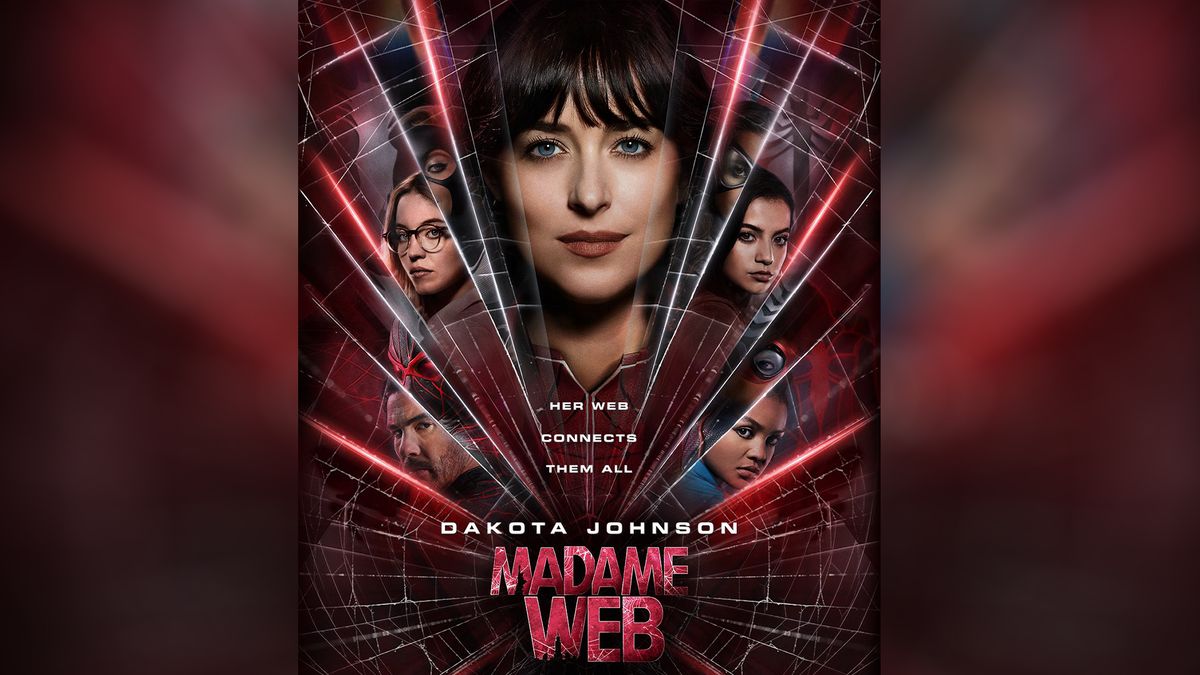 HER WEB
CONNECTS
THEM ALL
DAKOTA JOHNSON
MADAME
WEB